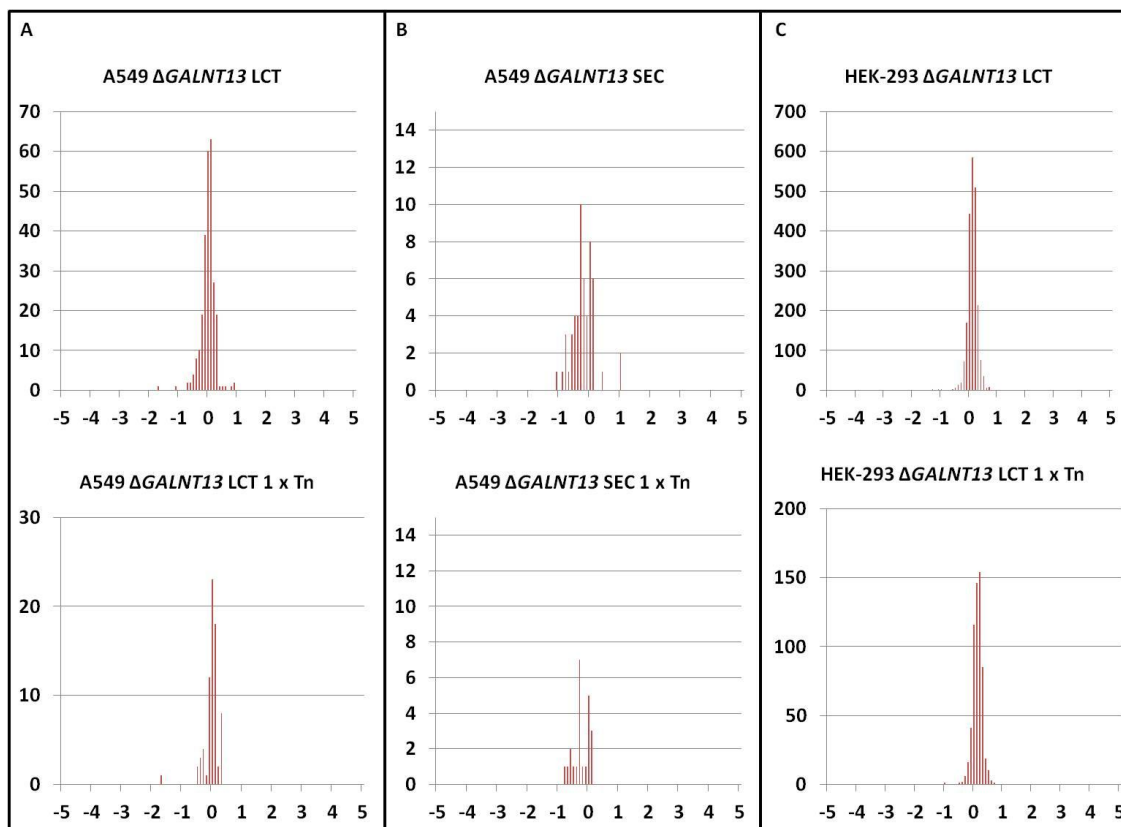 A
A549 ΔGALNT13 LCT
70
60
50
40
30
20
10
0
-5 -4 -3 -2 -1 0 1 2 3 4 5
A549 ΔGALNT13 LCT 1 x Tn
30
20
10
0
-5 -4 -3 -2 -1 0 1 2 3 4 5
B
A549 ΔGALNT13 SEC
14
12
10
8
6
4
2
0
-5 -4 -3 -2 -1 0 1 2 3 4 5
A549 ΔGALNT13 SEC 1 x Tn
14
12
10
8
6
4
2
0
-5 -4 -3 -2 -1 0 1 2 3 4 5
C
HEK-293 ΔGALNT13 LCT
700
600
500
400
300
200
100
0
-5 -4 -3 -2 -1 0 1 2 3 4 5
HEK-293 ΔGALNT13 LCT 1 x Tn
200
150
100
50
0
-5 -4 -3 -2 -1 0 1 2 3 4 5